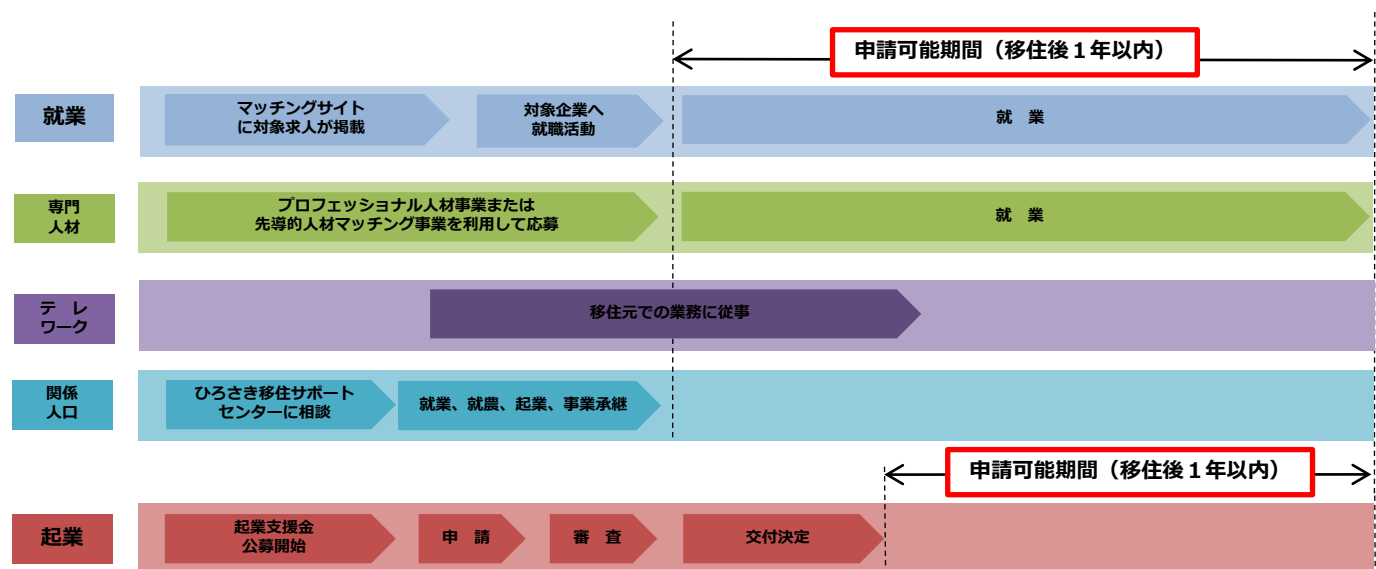 申請可能期間（移住後１年以内）
就業
マッチングサイト
に対象求人が掲載
対象企業へ
就職活動
就　業
専門
人材
プロフェッショナル人材事業または
先導的人材マッチング事業を利用して応募
就　業
テ　レ
ワーク
移住元での業務に従事
関係
人口
ひろさき移住サポート
センターに相談
就業、就農、起業、事業承継
申請可能期間（移住後１年以内）
起業
起業支援金
公募開始
申　請
審　査
交付決定